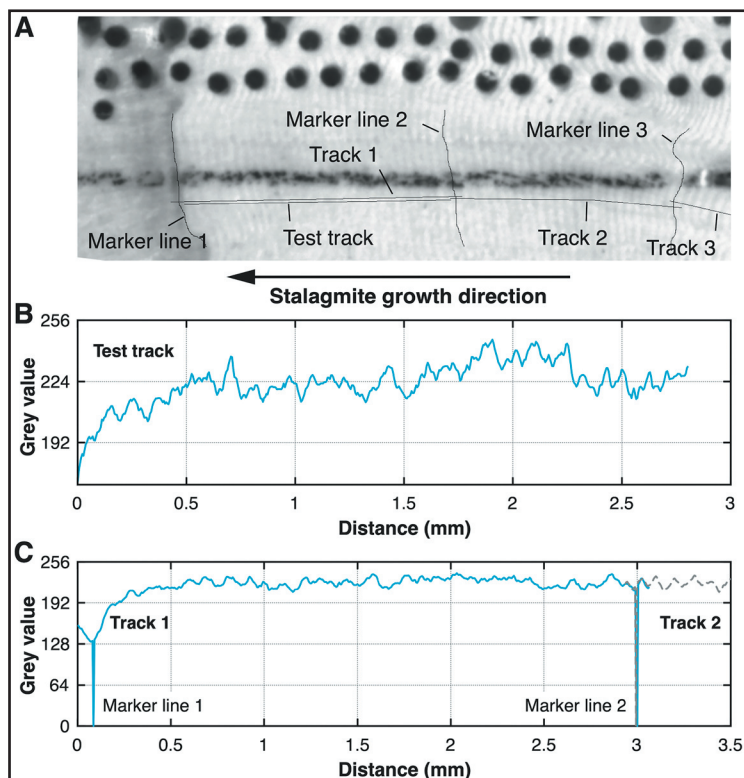 A
Marker line 2
Marker line 3
Track 1
Marker line 1
Test track
Track 2
Track 3
Stalagmite growth direction
B
256
Test track
224
192
Grey value
0
0.5
1
1.5
2
2.5
3
Distance (mm)
C
256
192
Track 1
Track 2
128
64
Marker line 1
Marker line 2
0
Grey value
0
0.5
1
1.5
2
2.5
3
3.5
Distance (mm)